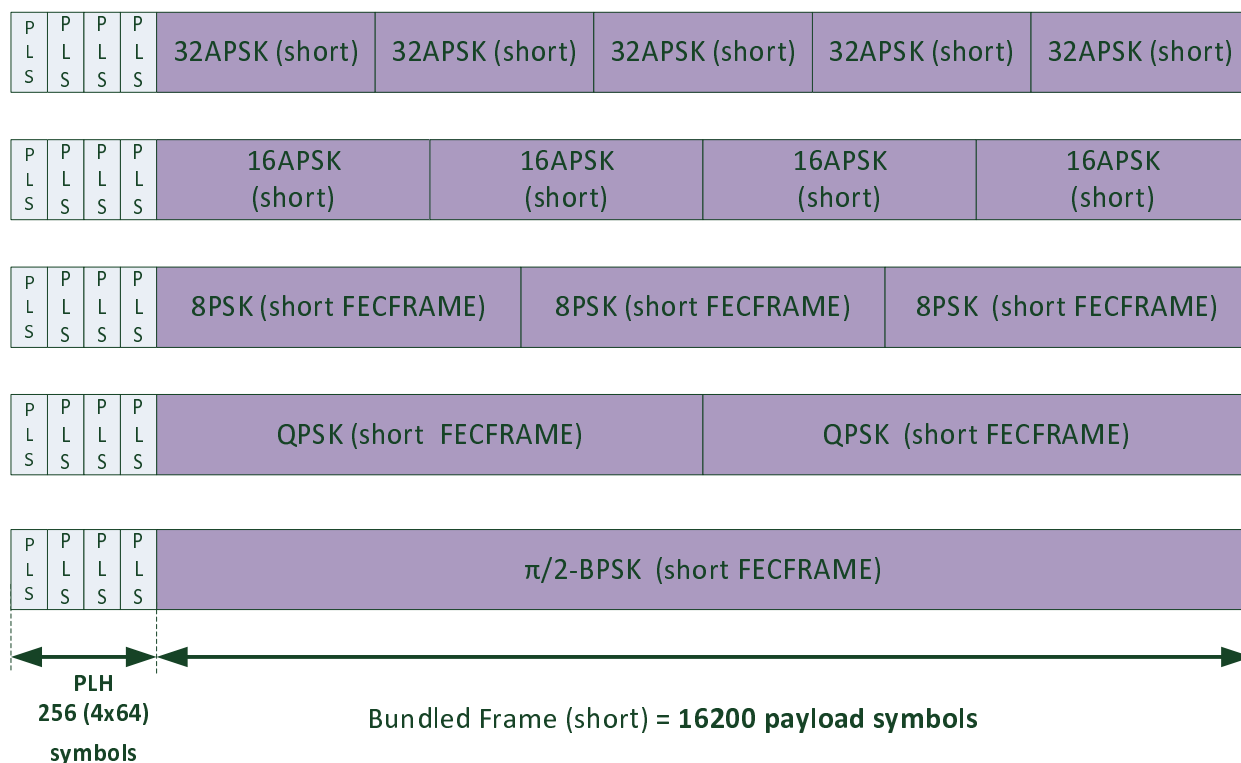 P L S P L S P L S P L S 32APSK (short) 32APSK (short) 32APSK (short) 32APSK (short) 32APSK (short)
P L S P L S P L S P L S 16APSK (short) 16APSK (short) 16APSK (short) 16APSK (short)
P L S P L S P L S P L S 8PSK (short FECFRAME) 8PSK (short FECFRAME) 8PSK (short FECFRAME)
P L S P L S P L S P L S QPSK (short FECFRAME) QPSK (short FECFRAME)
P L S P L S P L S P L S π/2-BPSK (short FECFRAME)
PLH
256 (4x64)
symbols
Bundled Frame (short) = 16200 payload symbols